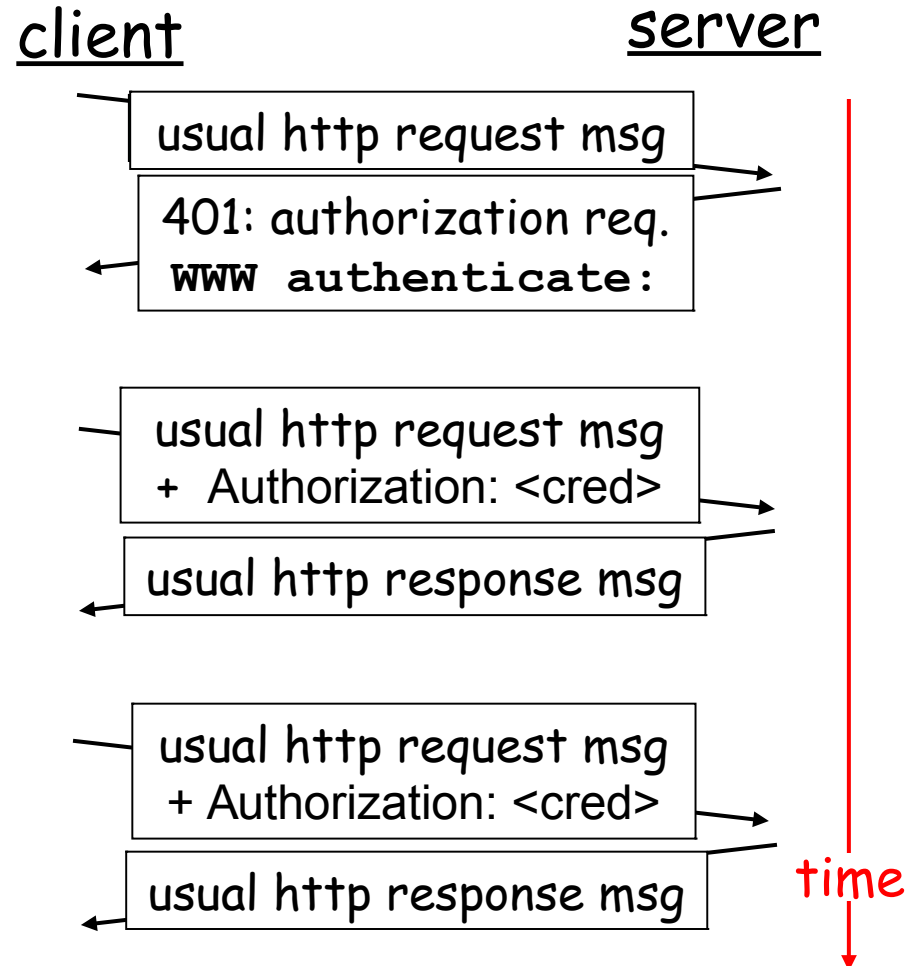 client
server
usual http request msg
401: authorization req.
WWW authenticate:
usual http request msg
+ Authorization: <cred>
usual http response msg
usual http request msg
+ Authorization: <cred>
usual http response msg
time